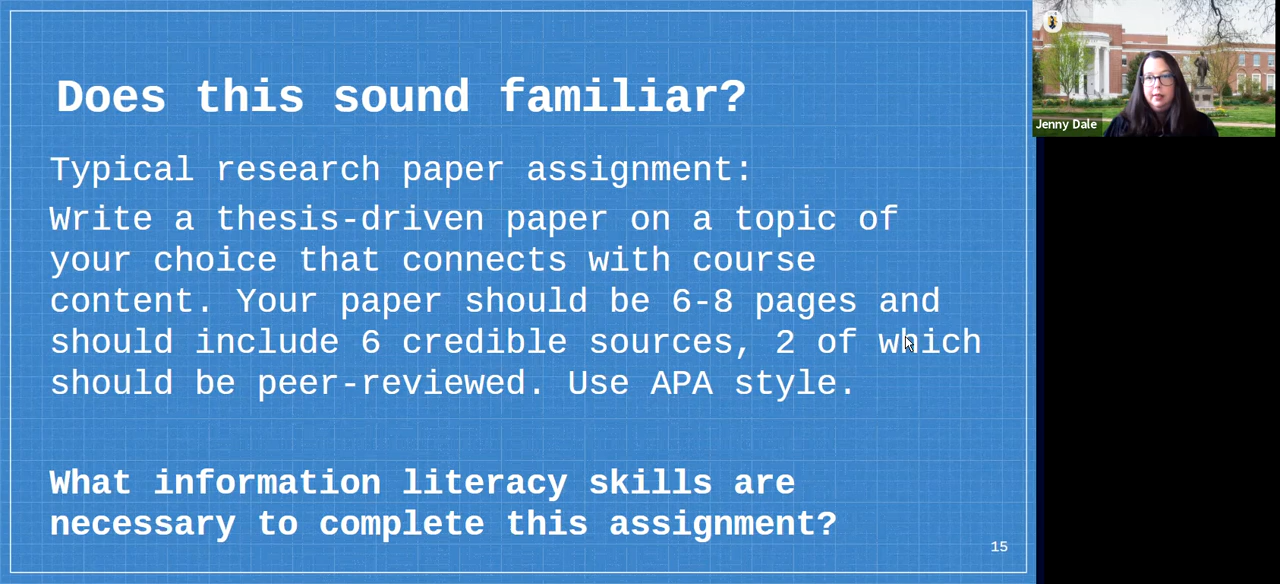 Does this sound familiar?
Typical research paper assignment:
Write a thesis-driven paper on a topic of
your choice that connects with course
content. Your paper should be 6-8 pages and
should include 6 credible sources, 2 of which
should be peer-reviewed. Use APA style.
What information literacy skills are
necessary to complete this assignment?
15
Jenny Dale